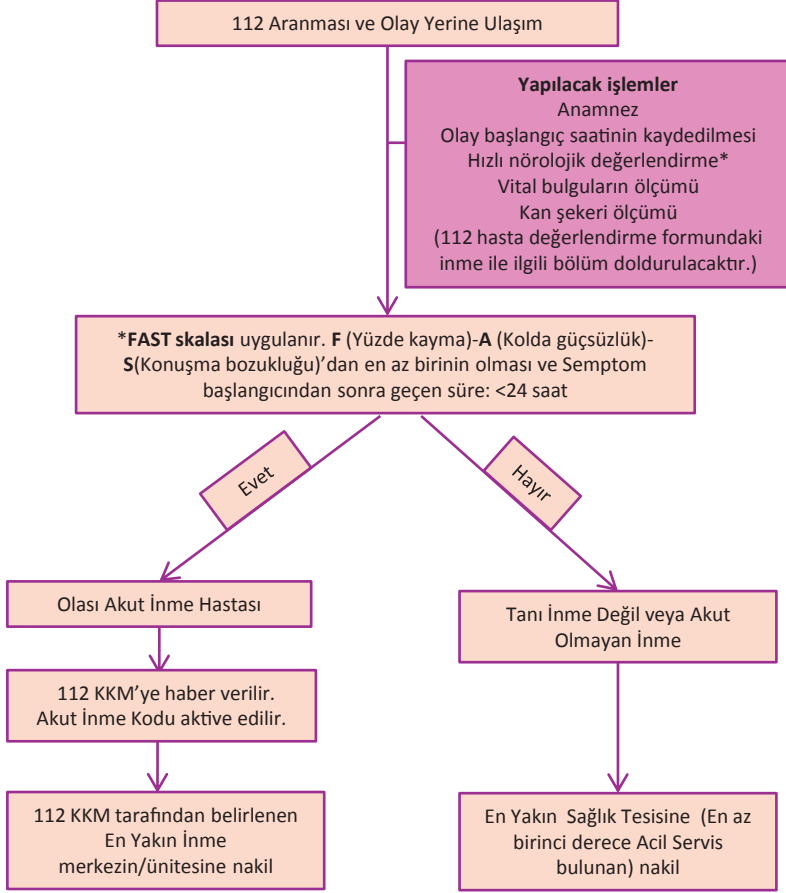 112 Aranması ve Olay Yerine Ulaşım
Yapılacak işlemler
Anamnez
Olay başlangıç saatinin kaydedilmesi
Hızlı nörolojik değerlendirme*
Vital bulguların ölçümü
Kan şekeri ölçümü
(112 hasta değerlendirme formundaki
inme ile ilgili bölüm doldurulacaktır.)
*FAST skalası uygulanır. F (Yüzde kayma)-A (Kolda güçsüzlük)-
S(Konuşma bozukluğu)’dan en az birinin olması ve Semptom
başlangıcından sonra geçen süre: <24 saat
Evet
Hayır
Olası Akut İnme Hastası
Tanı İnme Değil veya Akut
Olmayan İnme
112 KKM’ye haber verilir.
Akut İnme Kodu aktive edilir.
112 KKM tarafından belirlenen
En Yakın İnme
merkezin/ünitesine nakil
En Yakın Sağlık Tesisine (En az
birinci derece Acil Servis
bulunan) nakil